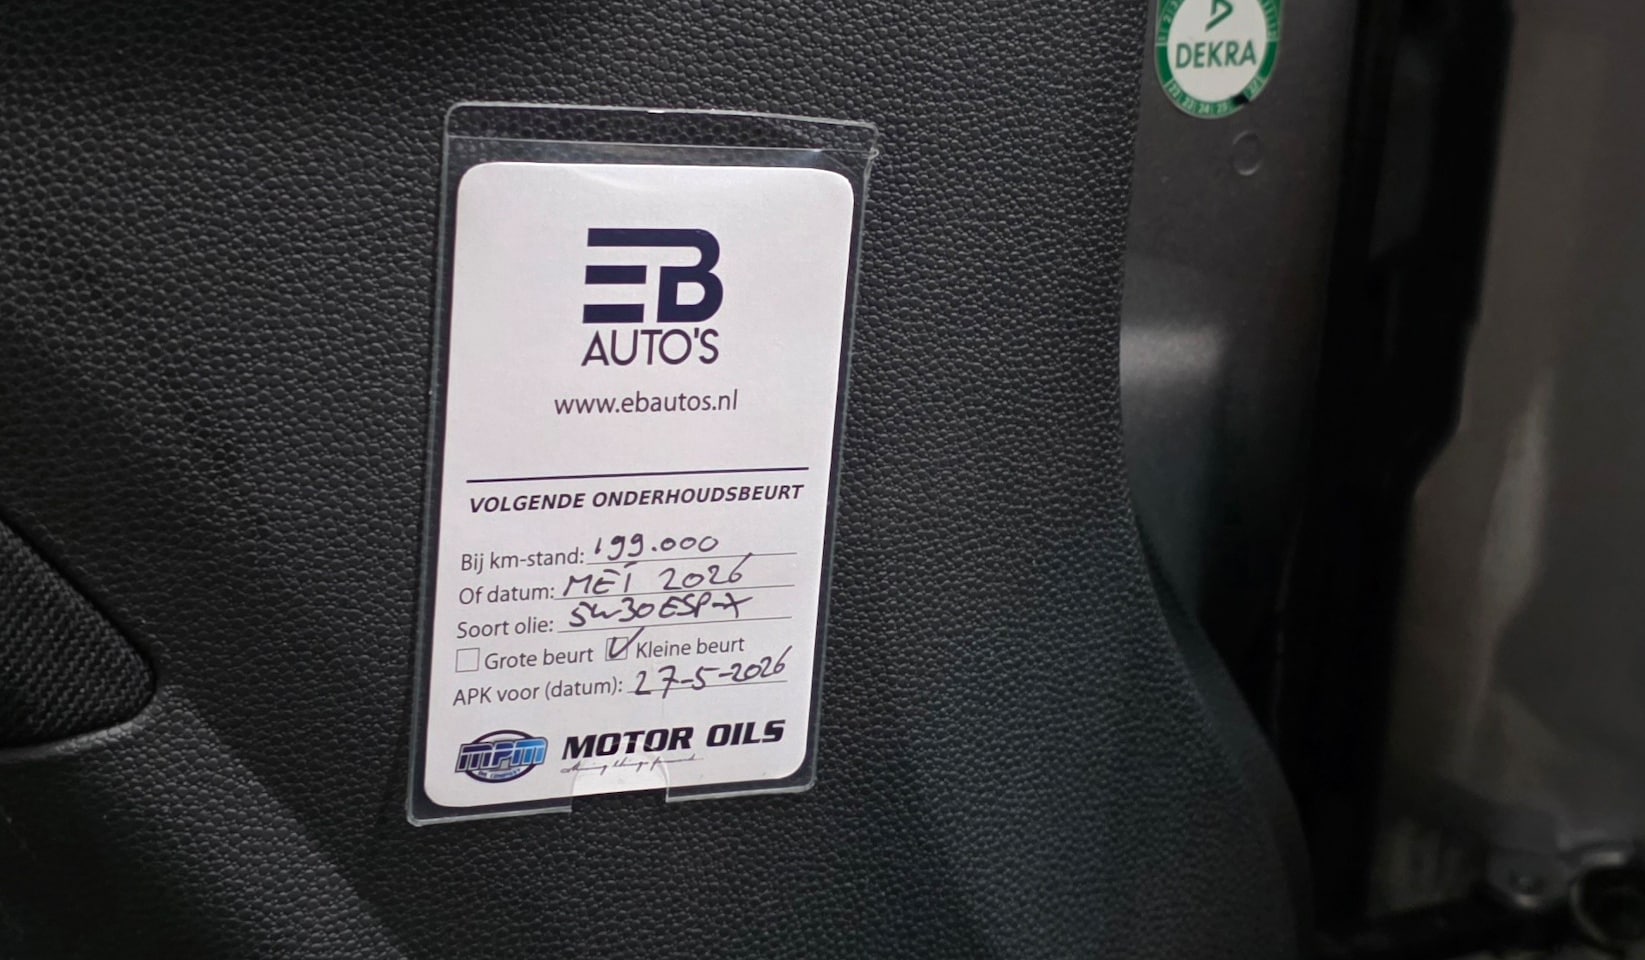 EB
AUTO'S
www.ebautos.nl
VOLGENDE ONDERHOUDSBEURT
Bij km-stand: 199.000
Of datum: MEI 2026
Soort olie: 5W30 ESP-X
Grote beurt Kleine beurt
APK voor (datum): 27-5-2026
MPM MOTOR OILS
DEKRA